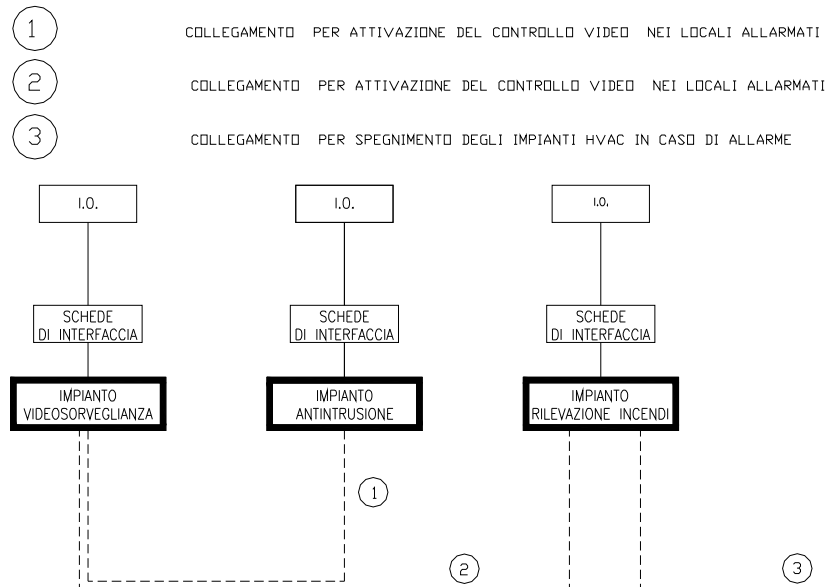 1 COLLEGAMENTO PER ATTIVAZIONE DEL CONTROLLO VIDEO NEI LOCALI ALLARMATI
2 COLLEGAMENTO PER ATTIVAZIONE DEL CONTROLLO VIDEO NEI LOCALI ALLARMATI
3 COLLEGAMENTO PER SPEGNIMENTO DEGLI IMPIANTI HVAC IN CASO DI ALLARME
I.O.
I.O.
I.O.
SCHEDE
DI INTERFACCIA
SCHEDE
DI INTERFACCIA
SCHEDE
DI INTERFACCIA
IMPIANTO
VIDEOSORVEGLIANZA
IMPIANTO
ANTINTRUSIONE
IMPIANTO
RILEVAZIONE INCENDI
1
2
3